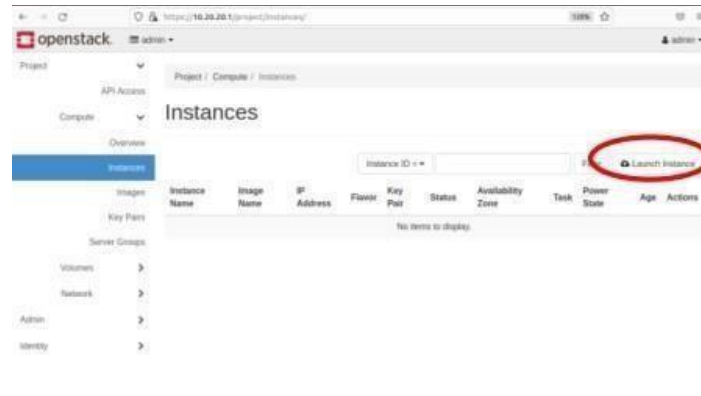 https://10.20.20.1/project/instances/
openstack. admin admin
Project
API Access
Compute
Overview
Instances
Images
Key Pairs
Server Groups
Volumes
Network
Admin
Identity
Project / Compute / Instances
Instances
Instance ID = Launch Instance
Instance Name Image Name IP Address Flavor Key Pair Status Availability Zone Task Power State Age Actions
No items to display.